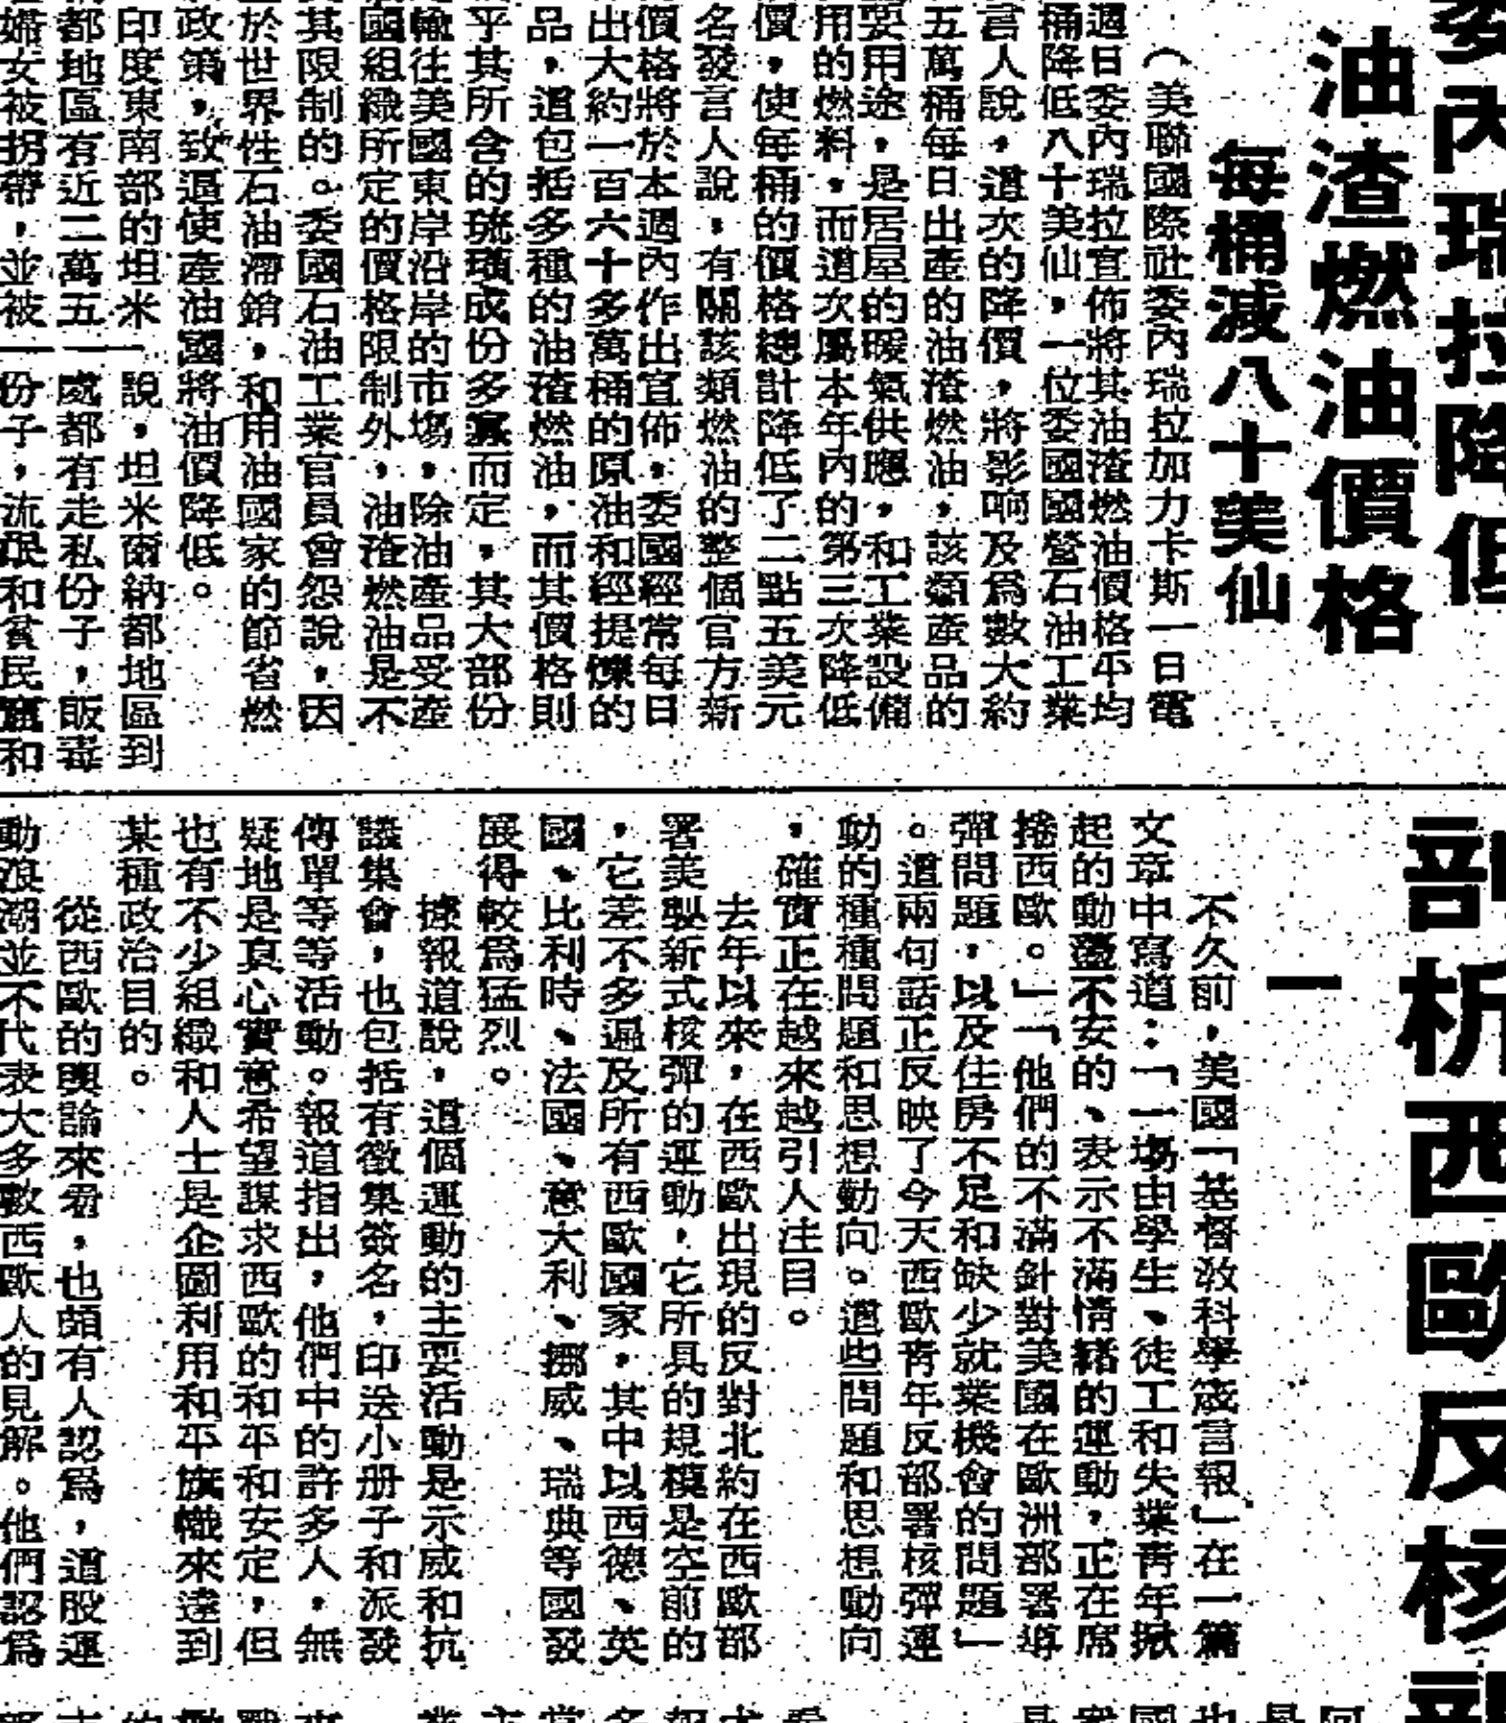 委內瑞拉降低
油渣燃油價格
每桶減八十美仙
（美聯國際社委內瑞拉加力卡斯一日電
週日委內瑞拉宣佈將其油渣燃油價格平均
桶降低八十美仙，一位委國國營石油工業
言人說，這次的降價，將影响及爲數大約
五萬桶每日出產的油渣燃油，該類產品的
要用途，是居屋的暖氣供應，和工業設備
用的燃料，而這次屬本年內的第三次降低
價，使每桶的價格總計降低了二點五美元
名發言人說，有關該類燃油的整個官方新
價格將於本週內作出宣佈，委國經常每日
出大約一百六十多萬桶的原油和經提煉的
品，這包括多種的油渣燃油，而其價格則
乎其所含的琉璜成份多寡而定，其大部份
輸往美國東岸沿岸的市場，除油產品受產
國組織所定的價格限制外，油渣燃油是不
其限制的。委國石油工業官員曾怨說，因
於世界性石油滯銷，和用油國家的節省燃
政策，致逼使產油國將油價降低。
印度東南部的坦米
都地區有近二萬五
婦女被拐帶，並被
說，坦米爾納都地區到
處都有走私份子，販毒
份子，流氓和貧民窟和
剖析西歐反核
一
不久前，美國「基督敎科學箴言報」在一篇
文章中寫道：「一場由學生、徒工和失業青年掀
起的動盪不安的、表示不滿情緒的運動，正在席
捲西歐。」「他們的不滿針對美國在歐洲部署導
彈問題，以及住房不足和缺少就業機會的問題」
。這兩句話正反映了今天西歐青年反部署核彈運
動的種種問題和思想動向。這些問題和思想動向
，確實正在越來越引人注目。
去年以來，在西歐出現的反對北約在西歐部
署美製新式核彈的運動，它所具的規模是空前的
，它差不多遍及所有西歐國家，其中以西德、英
國、比利時、法國、意大利、挪威、瑞典等國發
展得較爲猛烈。
據報道說，這個運動的主要活動是示威和抗
議集會，也包括有徵集簽名，印送小册子和派發
傳單等等活動。報道指出，他們中的許多人，無
疑地是真心實意希望謀求西歐的和平和安定，但
也有不少組織和人士是企圖利用和平旗幟來達到
某種政治目的。
從西歐的輿論來看，也頗有人認爲，這股運
動浪潮並不代表大多數西歐人的見解。他們認爲